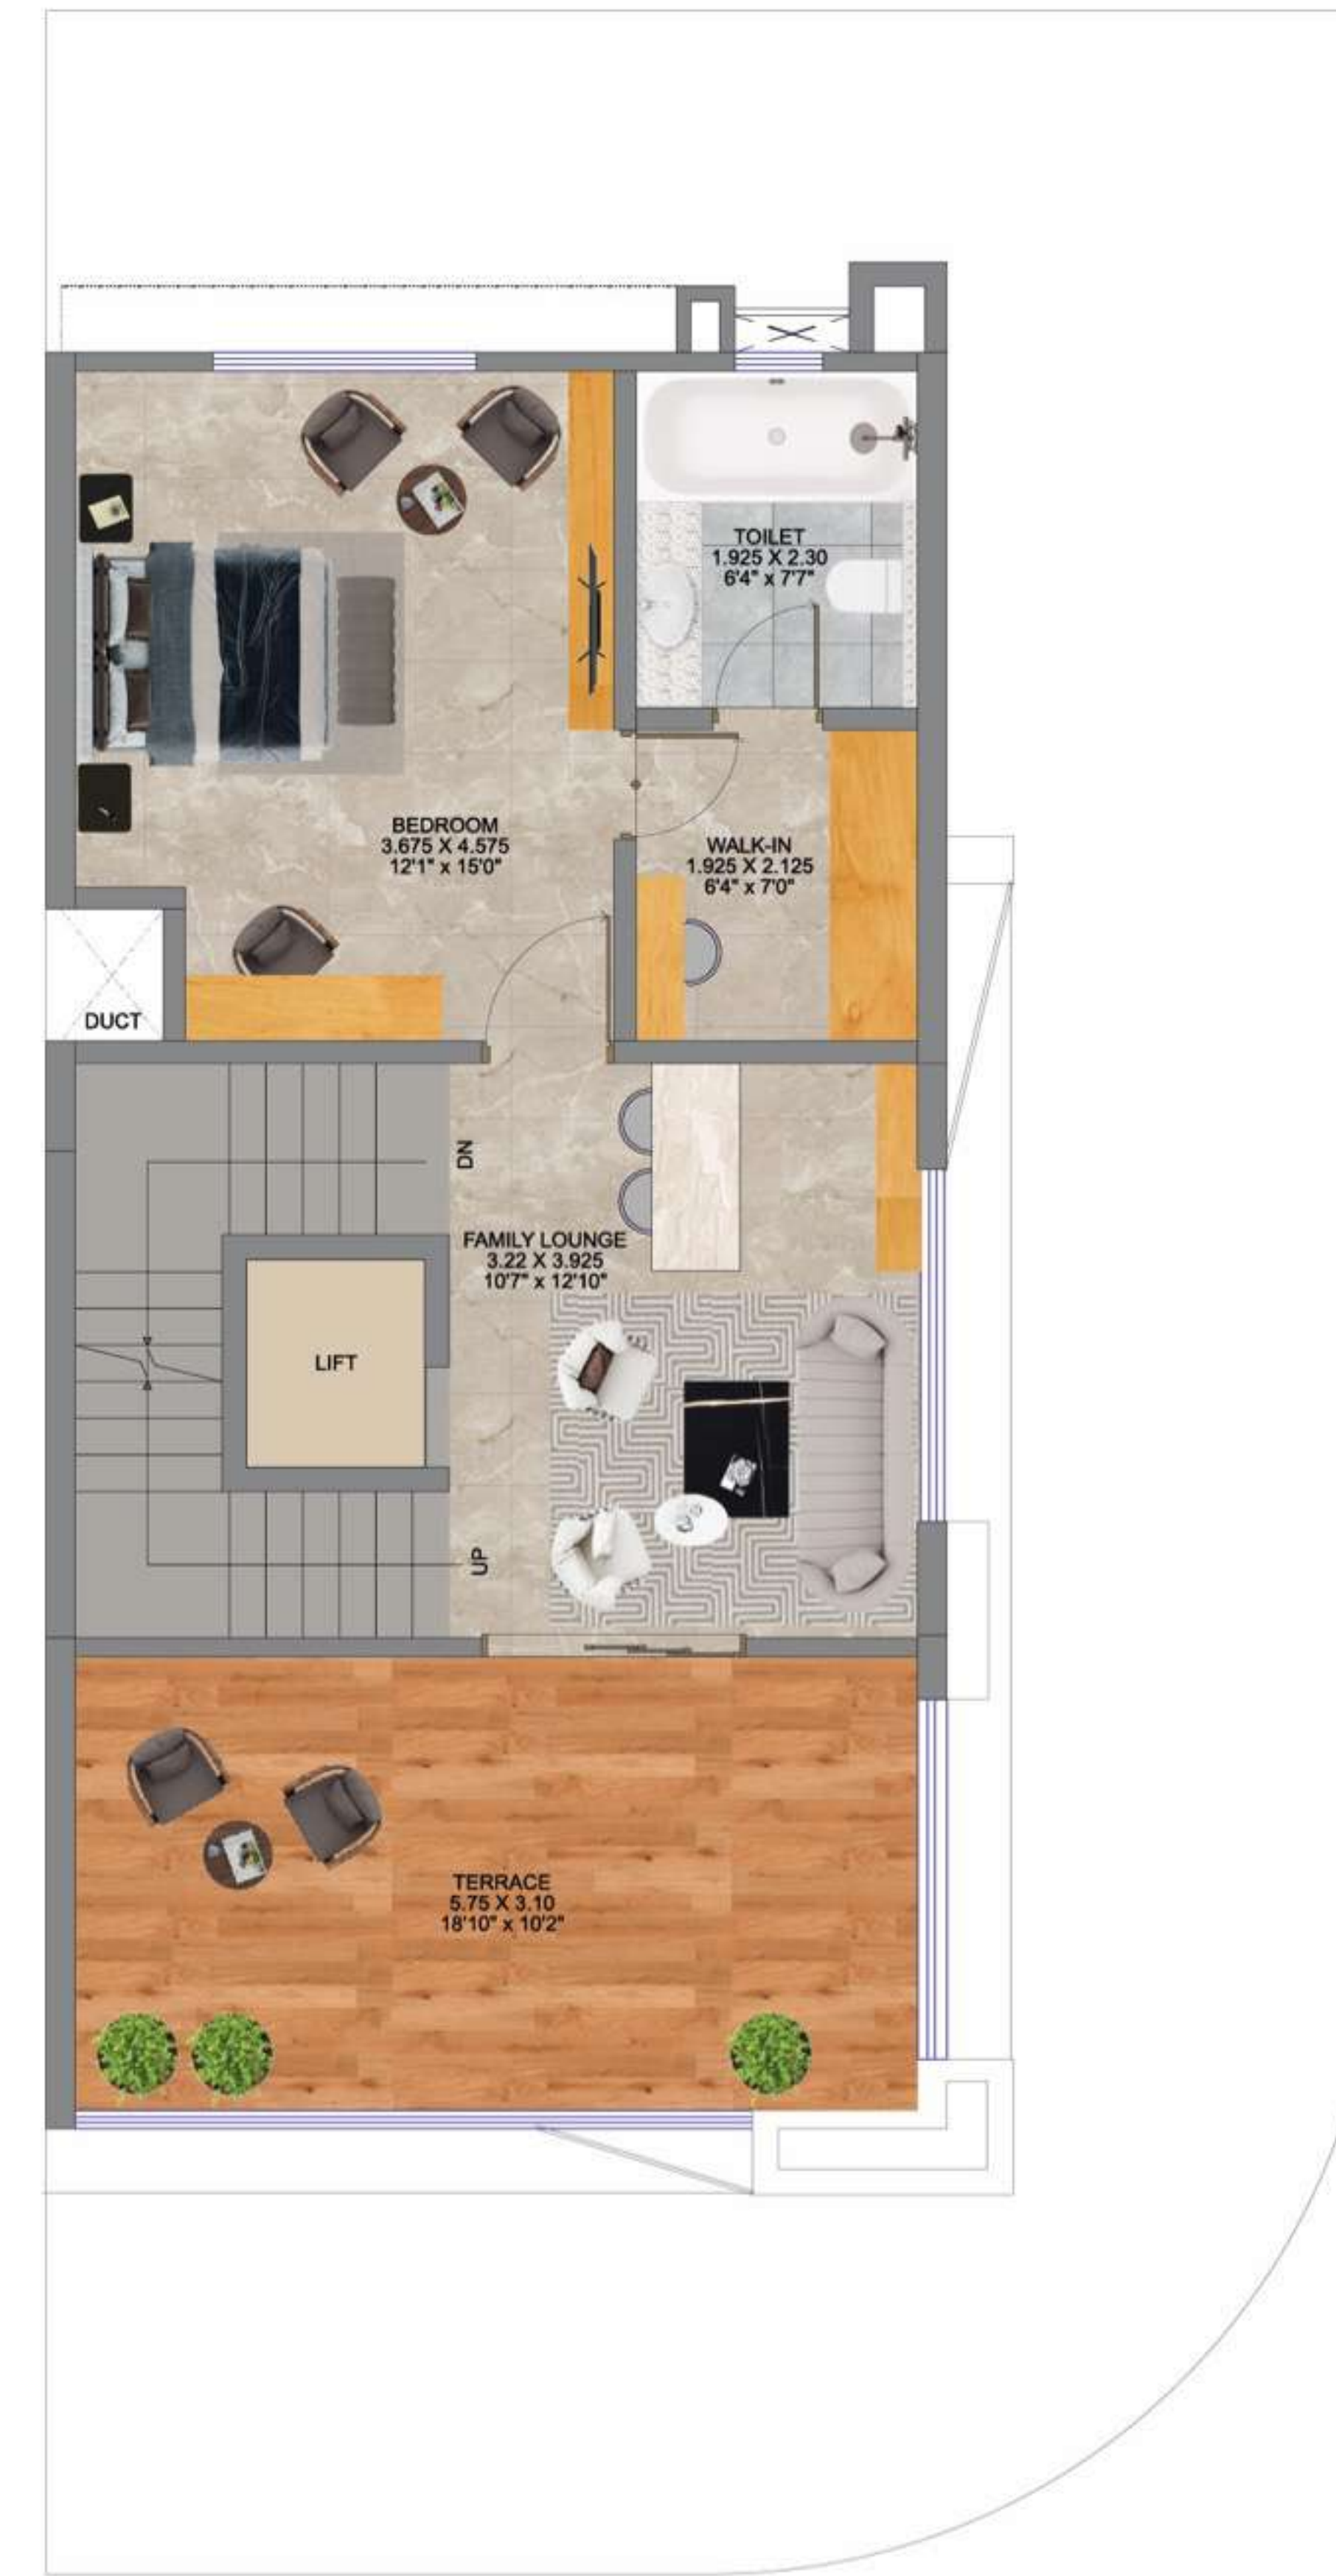 TOILET
1.925 X 2.30
6'4" x 7'7"
BEDROOM
3.675 X 4.575
12'1" x 15'0"
WALK-IN
1.925 X 2.125
6'4" x 7'0"
DUCT
DN
FAMILY LOUNGE
3.22 X 3.925
10'7" x 12'10"
LIFT
UP
TERRACE
5.75 X 3.10
18'10" x 10'2"